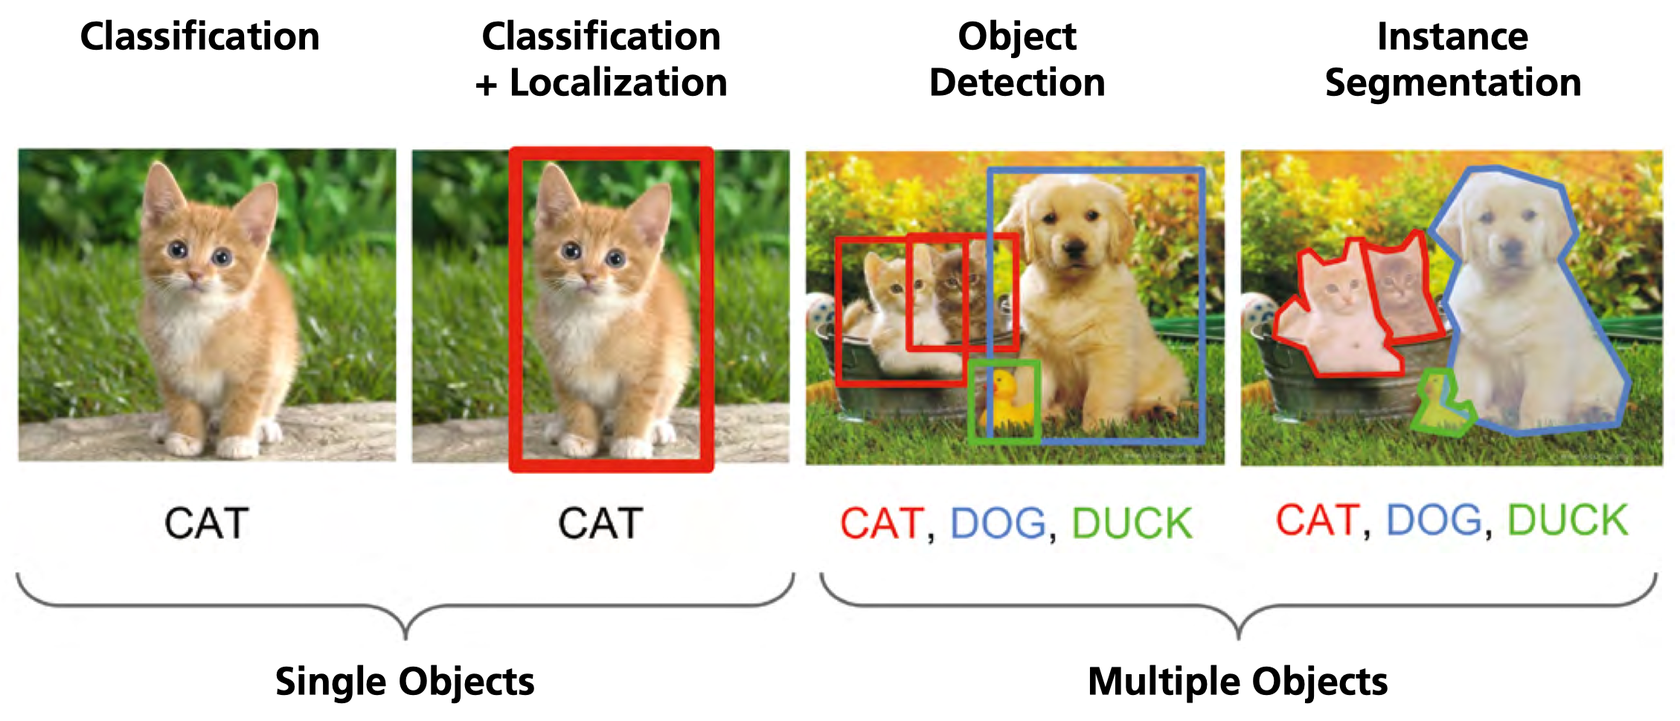 Classification
Classification
+ Localization
Object
Detection
Instance
Segmentation
CAT
CAT
CAT, DOG, DUCK
CAT, DOG, DUCK
Single Objects
Multiple Objects